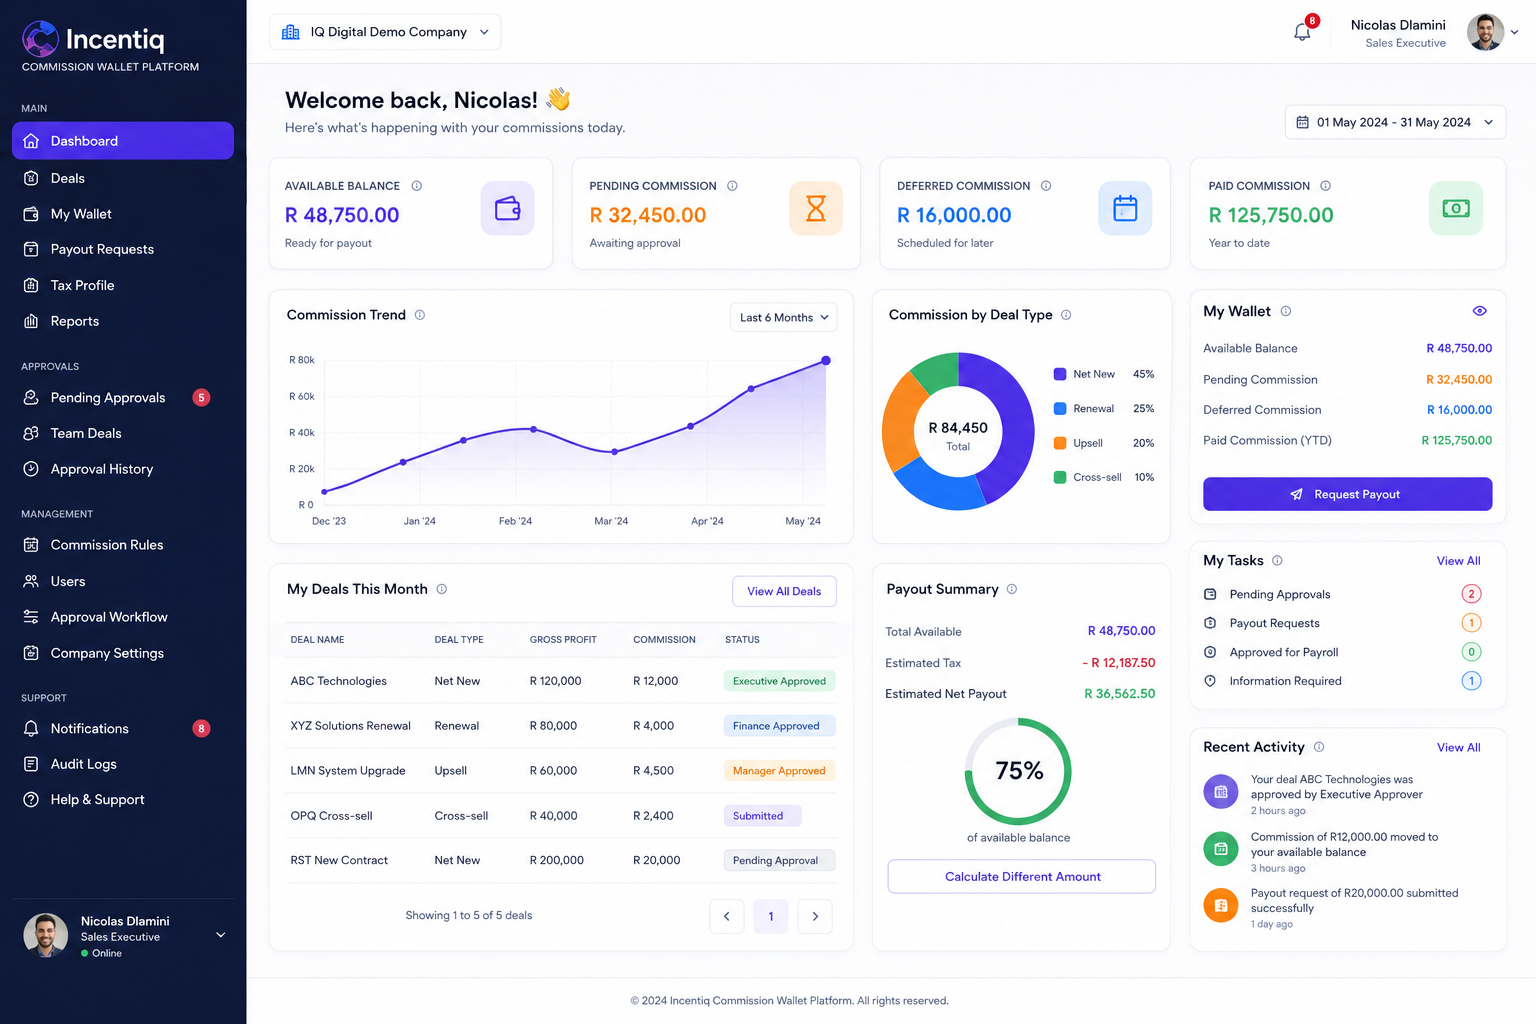 Incentiq
COMMISSION WALLET PLATFORM
MAIN
Dashboard
Deals
My Wallet
Payout Requests
Tax Profile
Reports
APPROVALS
Pending Approvals 5
Team Deals
Approval History
MANAGEMENT
Commission Rules
Users
Approval Workflow
Company Settings
SUPPORT
Notifications 8
Audit Logs
Help & Support
Nicolas Dlamini
Sales Executive
Online
IQ Digital Demo Company
8
Nicolas Dlamini
Sales Executive
Welcome back, Nicolas! 👋
Here's what's happening with your commissions today.
01 May 2024 - 31 May 2024
AVAILABLE BALANCE
R 48,750.00
Ready for payout
PENDING COMMISSION
R 32,450.00
Awaiting approval
DEFERRED COMMISSION
R 16,000.00
Scheduled for later
PAID COMMISSION
R 125,750.00
Year to date
Commission Trend
Last 6 Months
R 80k
R 60k
R 40k
R 20k
R 0
Dec '23 Jan '24 Feb '24 Mar '24 Apr '24 May '24
Commission by Deal Type
R 84,450
Total
Net New 45%
Renewal 25%
Upsell 20%
Cross-sell 10%
My Wallet
Available Balance R 48,750.00
Pending Commission R 32,450.00
Deferred Commission R 16,000.00
Paid Commission (YTD) R 125,750.00
Request Payout
My Deals This Month
View All Deals
DEAL NAME DEAL TYPE GROSS PROFIT COMMISSION STATUS
ABC Technologies Net New R 120,000 R 12,000 Executive Approved
XYZ Solutions Renewal Renewal R 80,000 R 4,000 Finance Approved
LMN System Upgrade Upsell R 60,000 R 4,500 Manager Approved
OPQ Cross-sell Cross-sell R 40,000 R 2,400 Submitted
RST New Contract Net New R 200,000 R 20,000 Pending Approval
Showing 1 to 5 of 5 deals
1
Payout Summary
Total Available R 48,750.00
Estimated Tax - R 12,187.50
Estimated Net Payout R 36,562.50
75%
of available balance
Calculate Different Amount
My Tasks View All
Pending Approvals 2
Payout Requests 1
Approved for Payroll 0
Information Required 1
Recent Activity View All
Your deal ABC Technologies was
approved by Executive Approver
2 hours ago
Commission of R12,000.00 moved to
your available balance
3 hours ago
Payout request of R20,000.00 submitted
successfully
1 day ago
© 2024 Incentiq Commission Wallet Platform. All rights reserved.